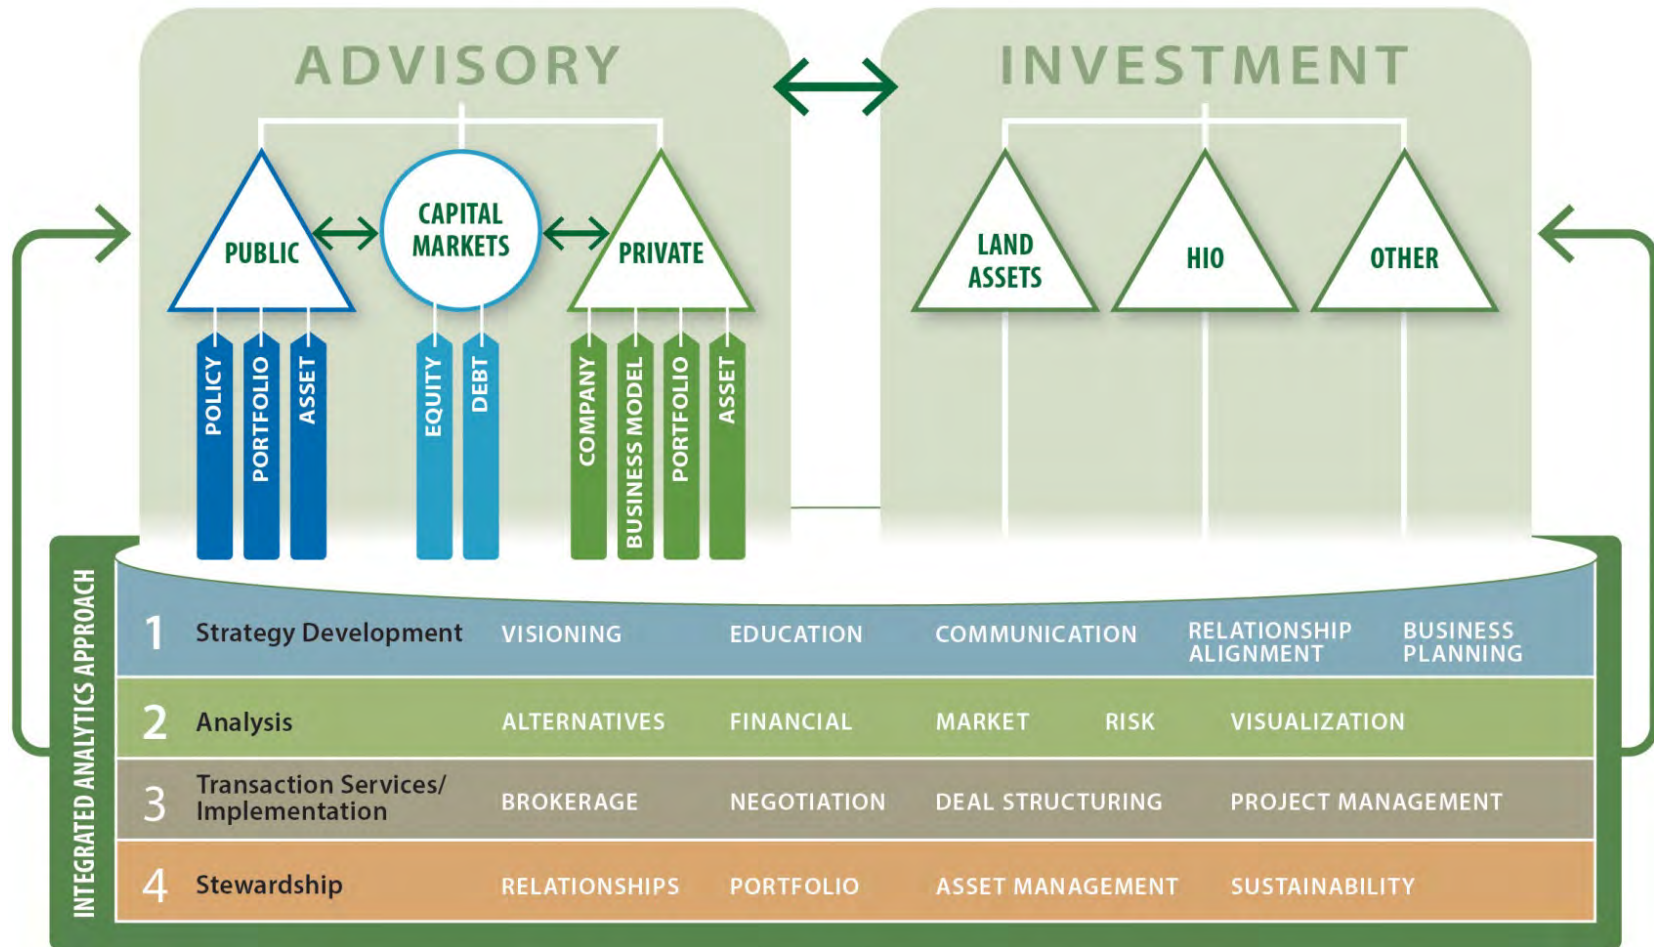 ADVISORY
INVESTMENT
PUBLIC
CAPITAL
MARKETS
PRIVATE
LAND
ASSETS
HIO
OTHER
POLICY
PORTFOLIO
ASSET
EQUITY
DEBT
COMPANY
BUSINESS MODEL
PORTFOLIO
ASSET
INTEGRATED ANALYTICS APPROACH
1 Strategy Development VISIONING EDUCATION COMMUNICATION RELATIONSHIP BUSINESS
ALIGNMENT PLANNING
2 Analysis ALTERNATIVES FINANCIAL MARKET RISK VISUALIZATION
3 Transaction Services/
Implementation BROKERAGE NEGOTIATION DEAL STRUCTURING PROJECT MANAGEMENT
4 Stewardship RELATIONSHIPS PORTFOLIO ASSET MANAGEMENT SUSTAINABILITY